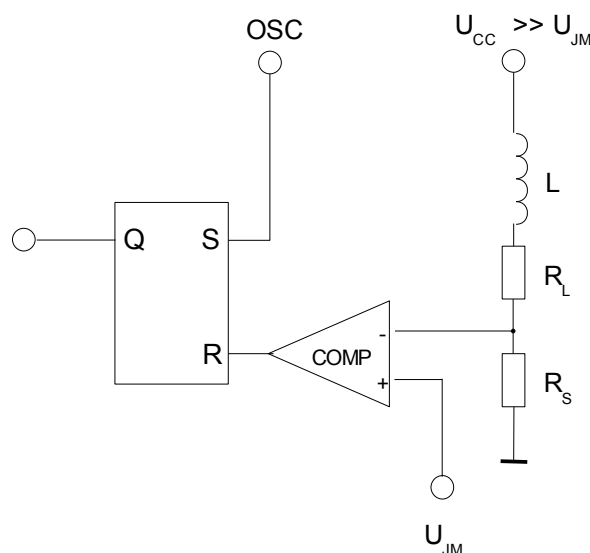 OSC
U_CC >> U_JM
L
Q
S
R_L
R
COMP
-
+
R_S
U_JM